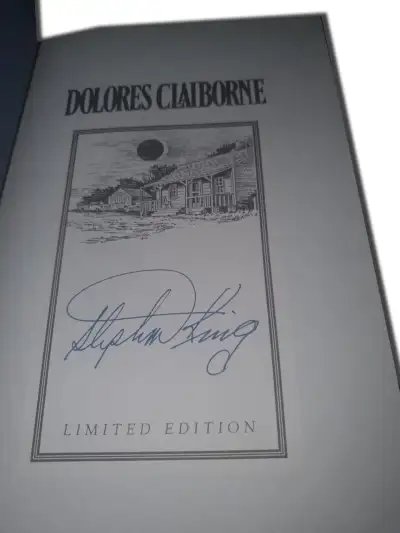 DOLORES CLAIBORNE
Stephen King
LIMITED EDITION